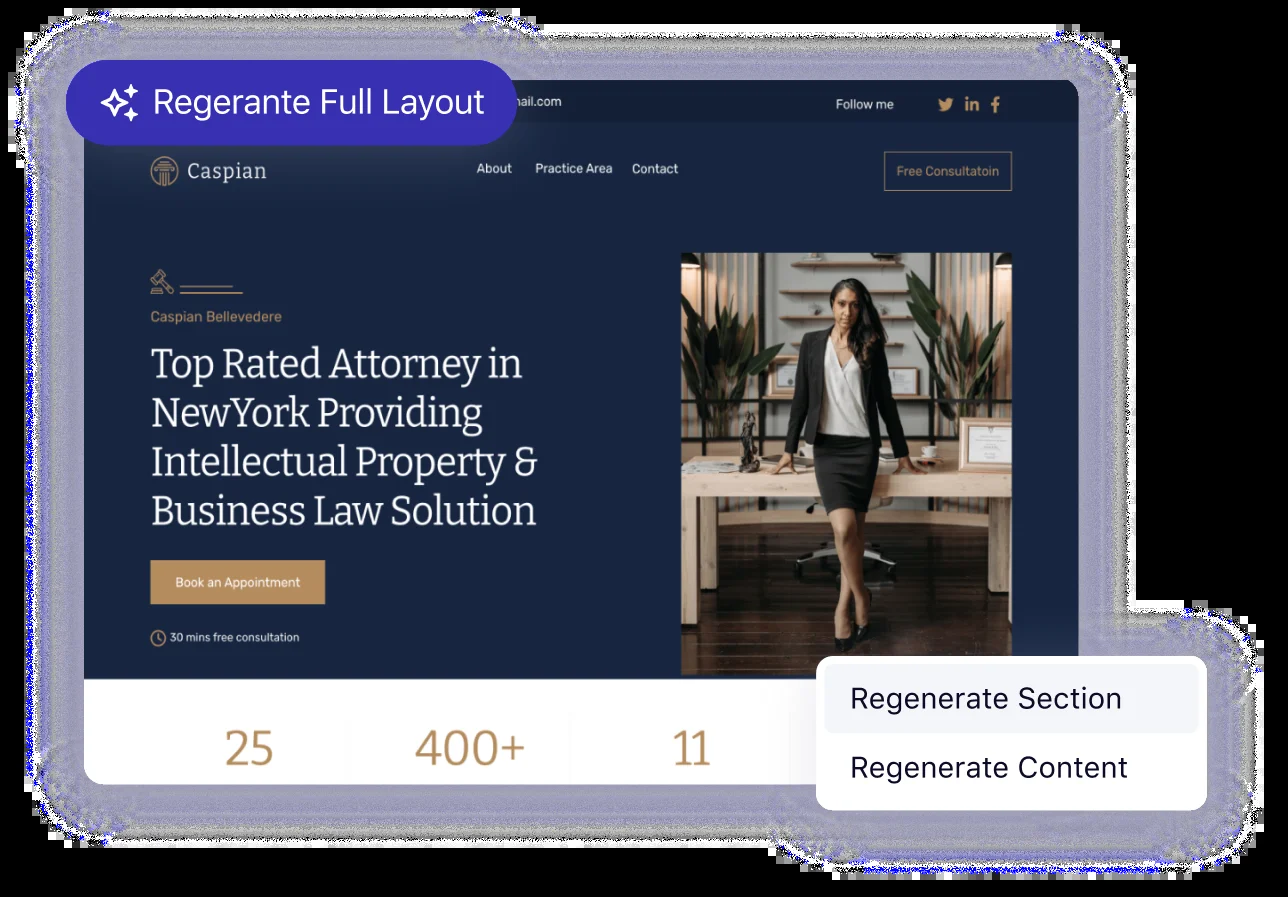 Regerante Full Layout
mail.com
Follow me
Caspian
About
Practice Area
Contact
Free Consultatoin
Caspian Bellevedere
Top Rated Attorney in
NewYork Providing
Intellectual Property &
Business Law Solution
Book an Appointment
30 mins free consultation
25
400+
11
Regenerate Section
Regenerate Content